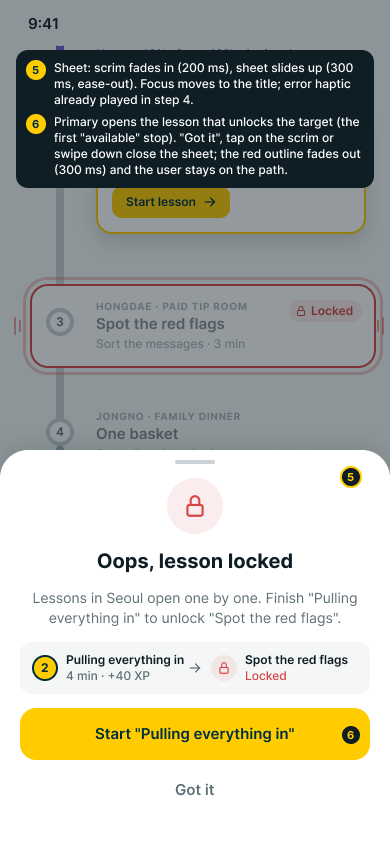 9:41
5 Sheet: scrim fades in (200 ms), sheet slides up (300
ms, ease-out). Focus moves to the title; error haptic
already played in step 4.
6 Primary opens the lesson that unlocks the target (the
first "available" stop). "Got it", tap on the scrim or
swipe down close the sheet; the red outline fades out
(300 ms) and the user stays on the path.
Start lesson →
HONGDAE · PAID TIP ROOM
Locked
3
Spot the red flags
Sort the messages · 3 min
JONGNO · FAMILY DINNER
4
One basket
5
Oops, lesson locked
Lessons in Seoul open one by one. Finish "Pulling
everything in" to unlock "Spot the red flags".
2
Pulling everything in →
4 min · +40 XP
Spot the red flags
Locked
Start "Pulling everything in"
6
Got it